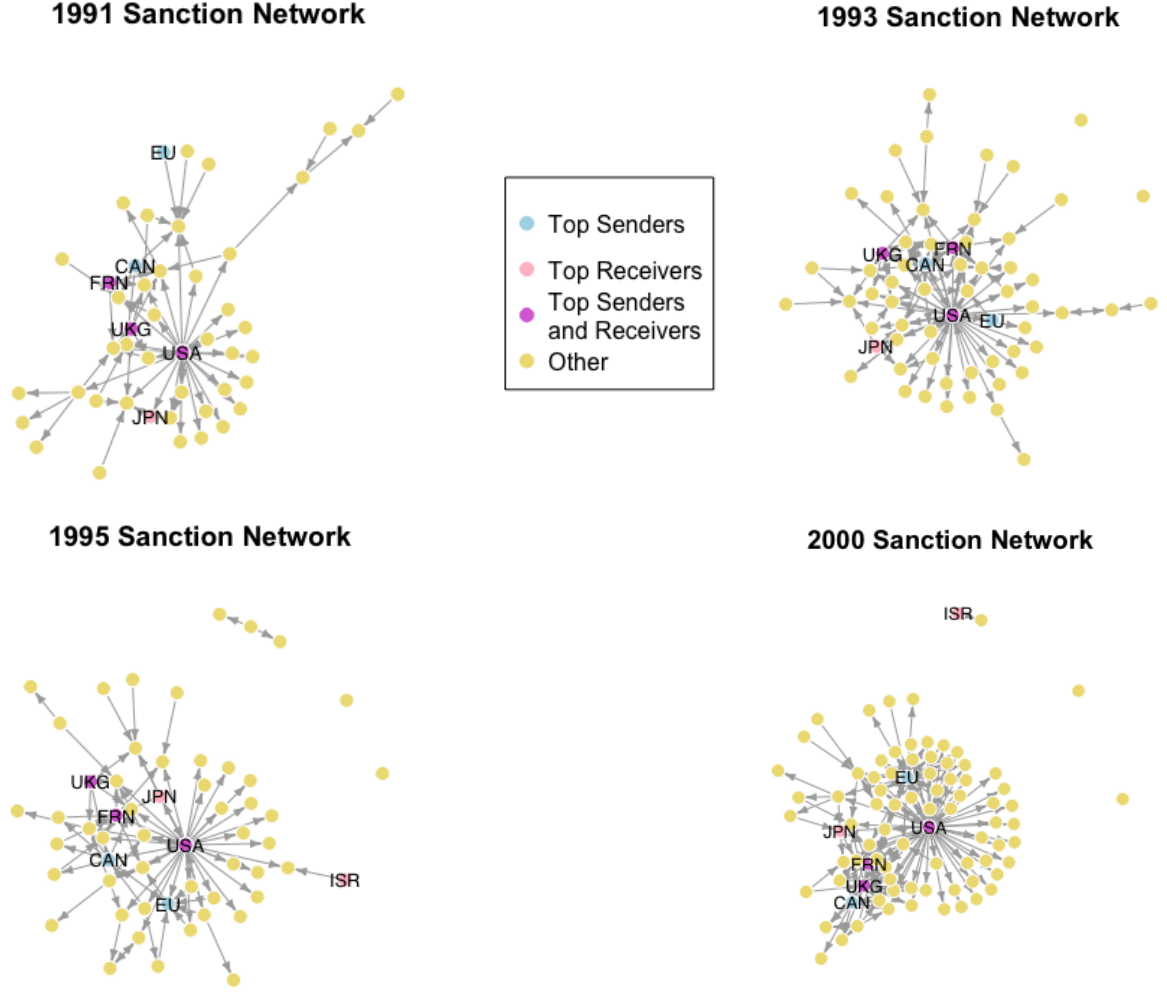 1991 Sanction Network
1993 Sanction Network
EU
CAN
FRN
UKG
USA
JPN
Top Senders
Top Receivers
Top Senders
and Receivers
Other
UKG
FRN
CAN
USA
EU
JPN
1995 Sanction Network
2000 Sanction Network
UKG
JPN
FRN
USA
CAN
ISR
EU
ISR
EU
USA
JPN
FRN
UKG
CAN